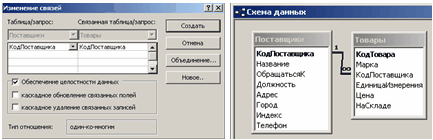 Изменение связей
Таблица/запрос:
Связанная таблица/запрос:
Поставщики
Товары
КодПоставщика
КодПоставщика
Обеспечение целостности данных
каскадное обновление связанных полей
каскадное удаление связанных записей
Тип отношения:
один-ко-многим
Создать
Отмена
Объединение...
Новое..
Схема данных
Поставщики
КодПоставщика
Название
ОбращатьсяК
Должность
Адрес
Город
Индекс
Телефон
1
∞
Товары
КодТовара
Марка
КодПоставщика
ЕдиницаИзмерения
Цена
НаСкладе